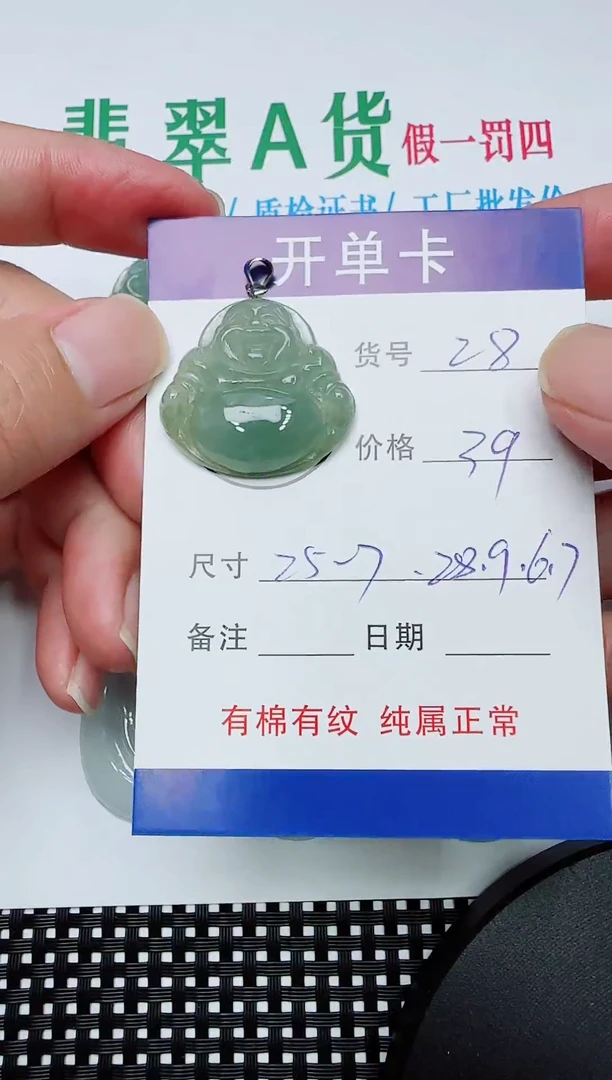 翡翠A货 假一罚四
/ 质检证书/ 工厂批发价
开单卡
货号 28
价格 39
尺寸 25-7 .28.9.6.7
备注 日期
有棉有纹 纯属正常